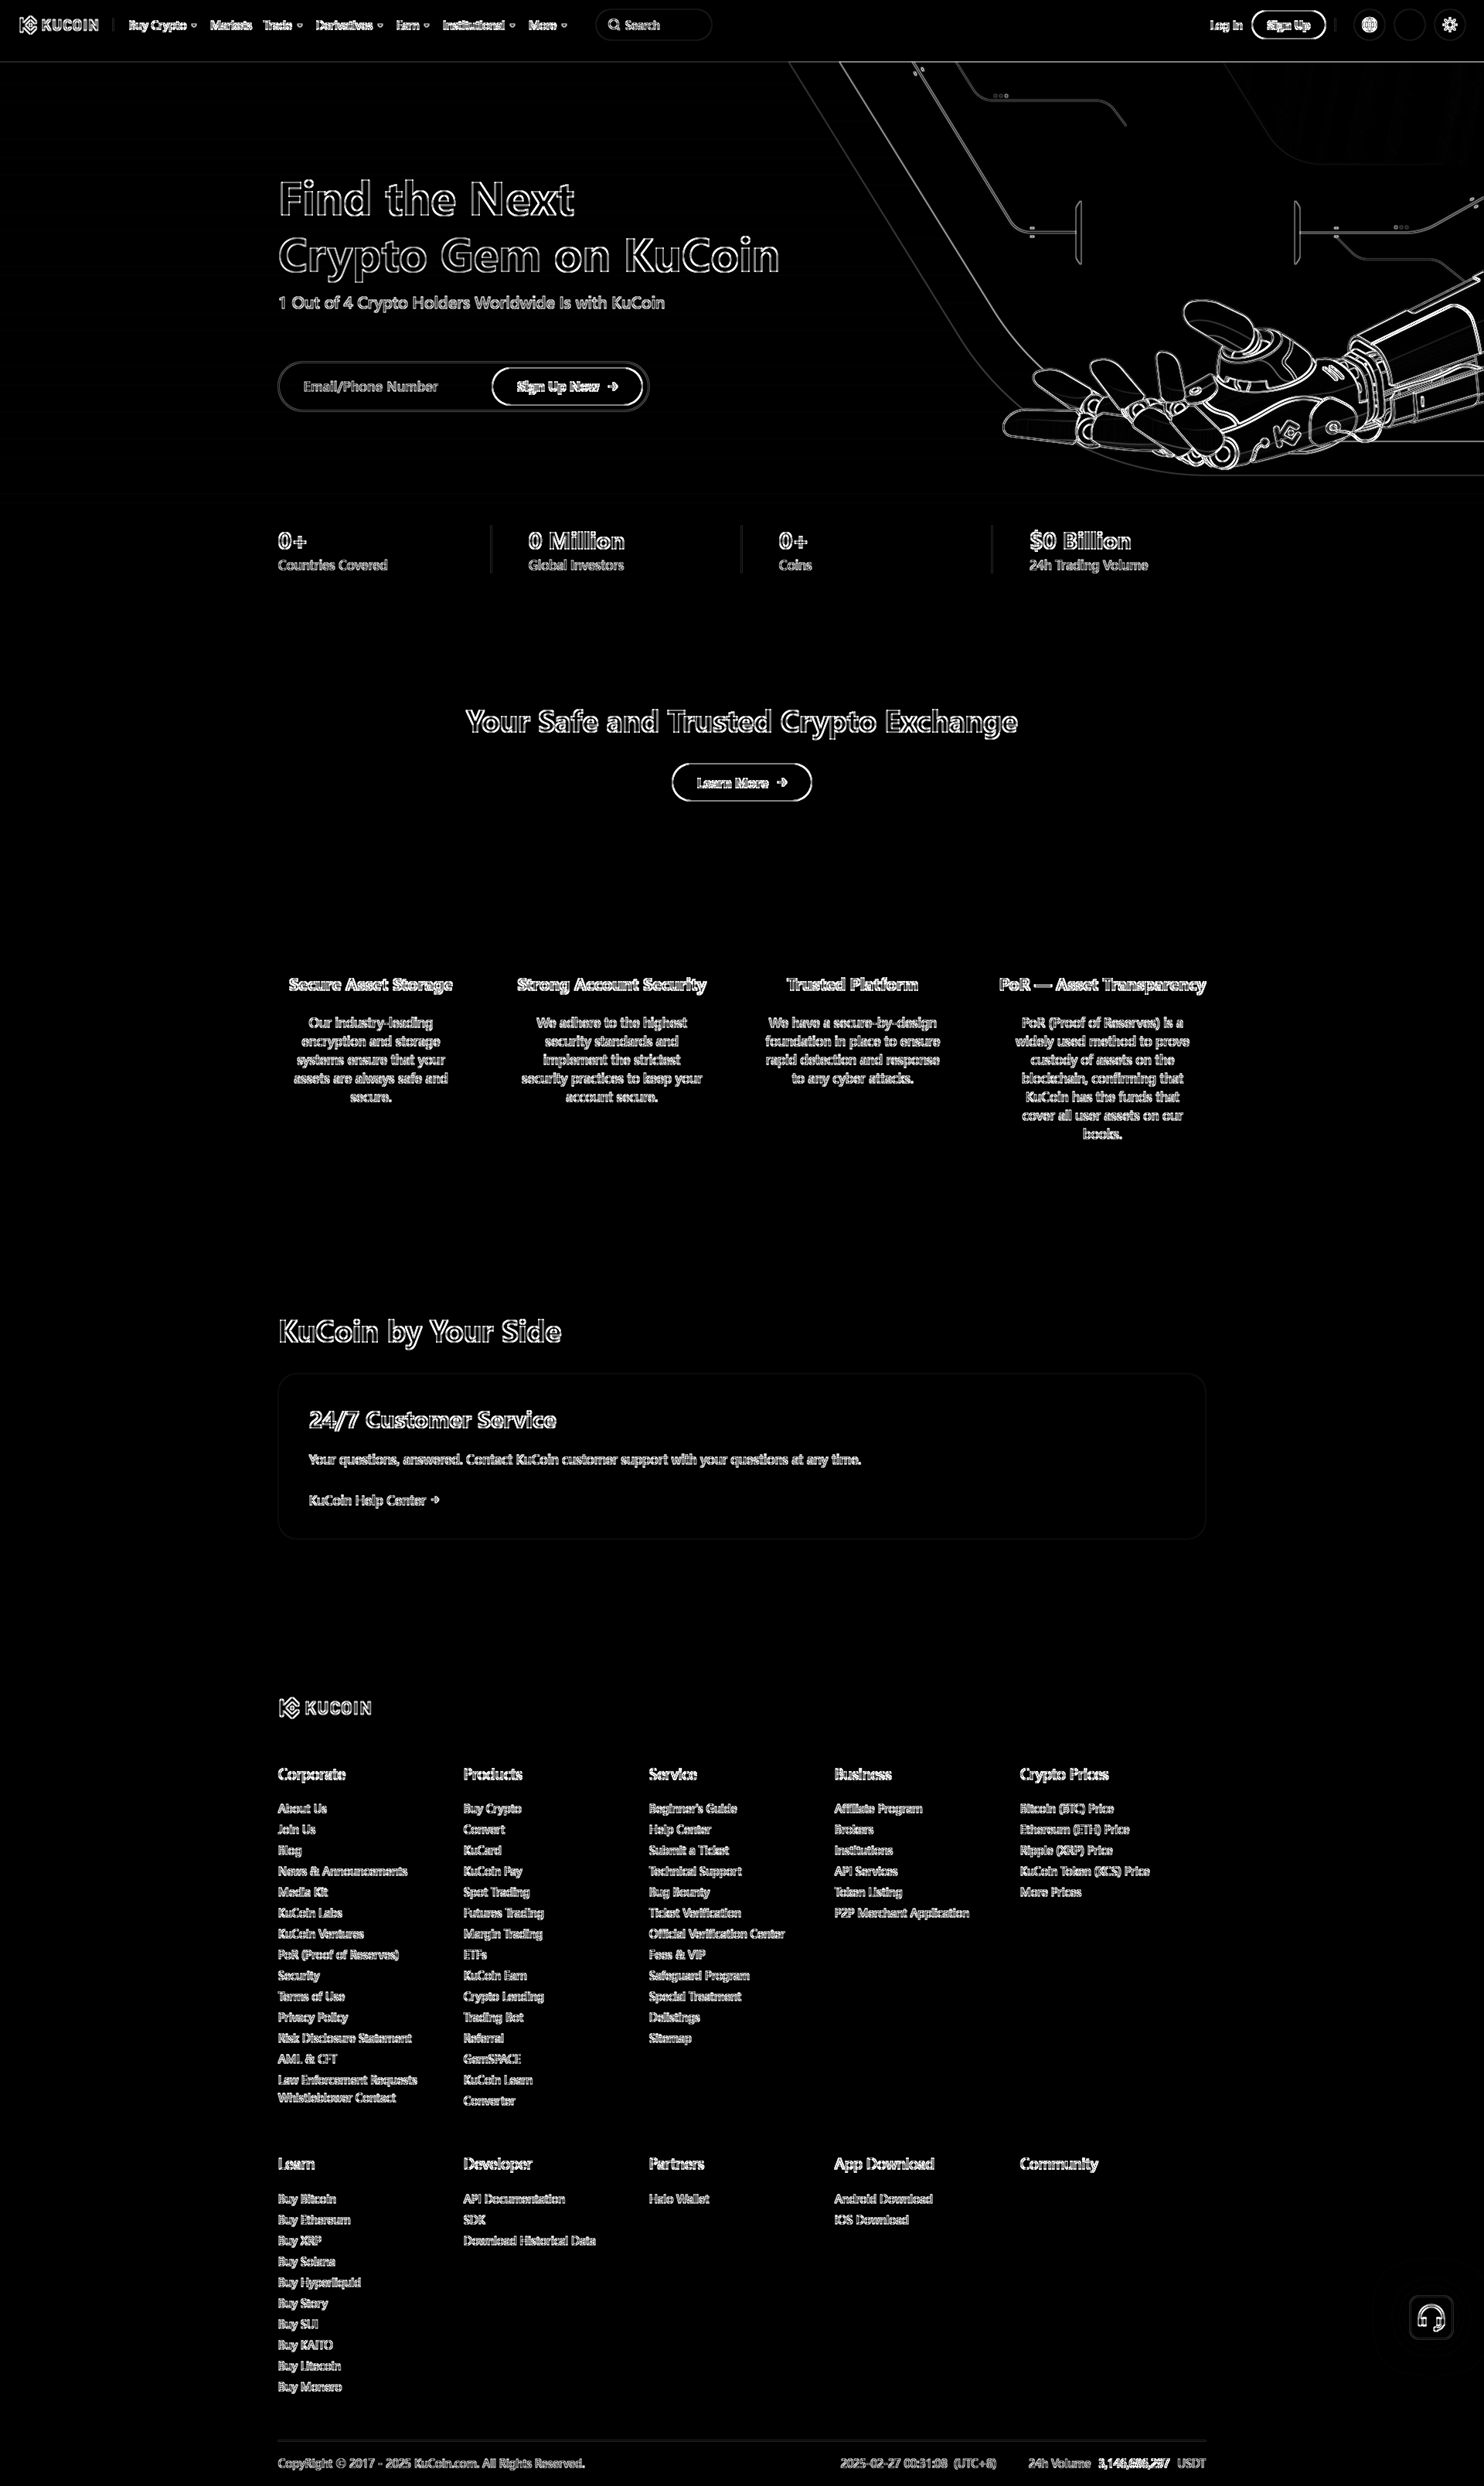 KUCOIN
Buy Crypto Markets Trade Derivatives Earn Institutional More Search Log In Sign Up
Find the Next
Crypto Gem on KuCoin
1 Out of 4 Crypto Holders Worldwide Is with KuCoin
Email/Phone Number Sign Up Now
0+ 0 Million 0+ $0 Billion
Countries Covered Global Investors Coins 24h Trading Volume
Your Safe and Trusted Crypto Exchange
Learn More
Secure Asset Storage
Our industry-leading
encryption and storage
systems ensure that your
assets are always safe and
secure.
Strong Account Security
We adhere to the highest
security standards and
implement the strictest
security practices to keep your
account secure.
Trusted Platform
We have a secure-by-design
foundation in place to ensure
rapid detection and response
to any cyber attacks.
PoR — Asset Transparency
PoR (Proof of Reserves) is a
widely used method to prove
custody of assets on the
blockchain, confirming that
KuCoin has the funds that
cover all user assets on our
books.
KuCoin by Your Side
24/7 Customer Service
Your questions, answered. Contact KuCoin customer support with your questions at any time.
KuCoin Help Center
KUCOIN
Corporate
About Us
Join Us
Blog
News & Announcements
Media Kit
KuCoin Labs
KuCoin Ventures
PoR (Proof of Reserves)
Security
Terms of Use
Privacy Policy
Risk Disclosure Statement
AML & CFT
Law Enforcement Requests
Whistleblower Contact
Products
Buy Crypto
Convert
KuCard
KuCoin Pay
Spot Trading
Futures Trading
Margin Trading
ETFs
KuCoin Earn
Crypto Lending
Trading Bot
Referral
GemSPACE
KuCoin Learn
Converter
Service
Beginner's Guide
Help Center
Submit a Ticket
Technical Support
Bug Bounty
Ticket Verification
Official Verification Center
Fees & VIP
Safeguard Program
Special Treatment
Delistings
Sitemap
Business
Affiliate Program
Brokers
Institutions
API Services
Token Listing
P2P Merchant Application
Crypto Prices
Bitcoin (BTC) Price
Ethereum (ETH) Price
Ripple (XRP) Price
KuCoin Token (KCS) Price
More Prices
Learn
Buy Bitcoin
Buy Ethereum
Buy XRP
Buy Solana
Buy Hyperliquid
Buy Story
Buy SUI
Buy KAITO
Buy Litecoin
Buy Monero
Developer
API Documentation
SDK
Download Historical Data
Partners
Halo Wallet
App Download
Android Download
iOS Download
Community
CopyRight © 2017 - 2025 KuCoin.com. All Rights Reserved.
2025-02-27 00:31:08 (UTC+8) 24h Volume USDT